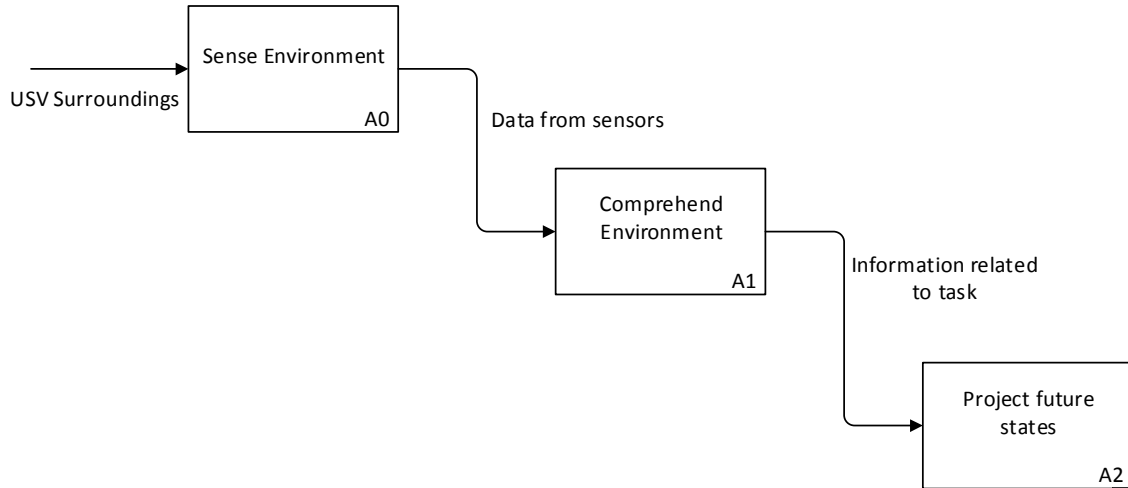 Sense Environment
A0
USV Surroundings
Data from sensors
Comprehend
Environment
A1
Information related
to task
Project future
states
A2